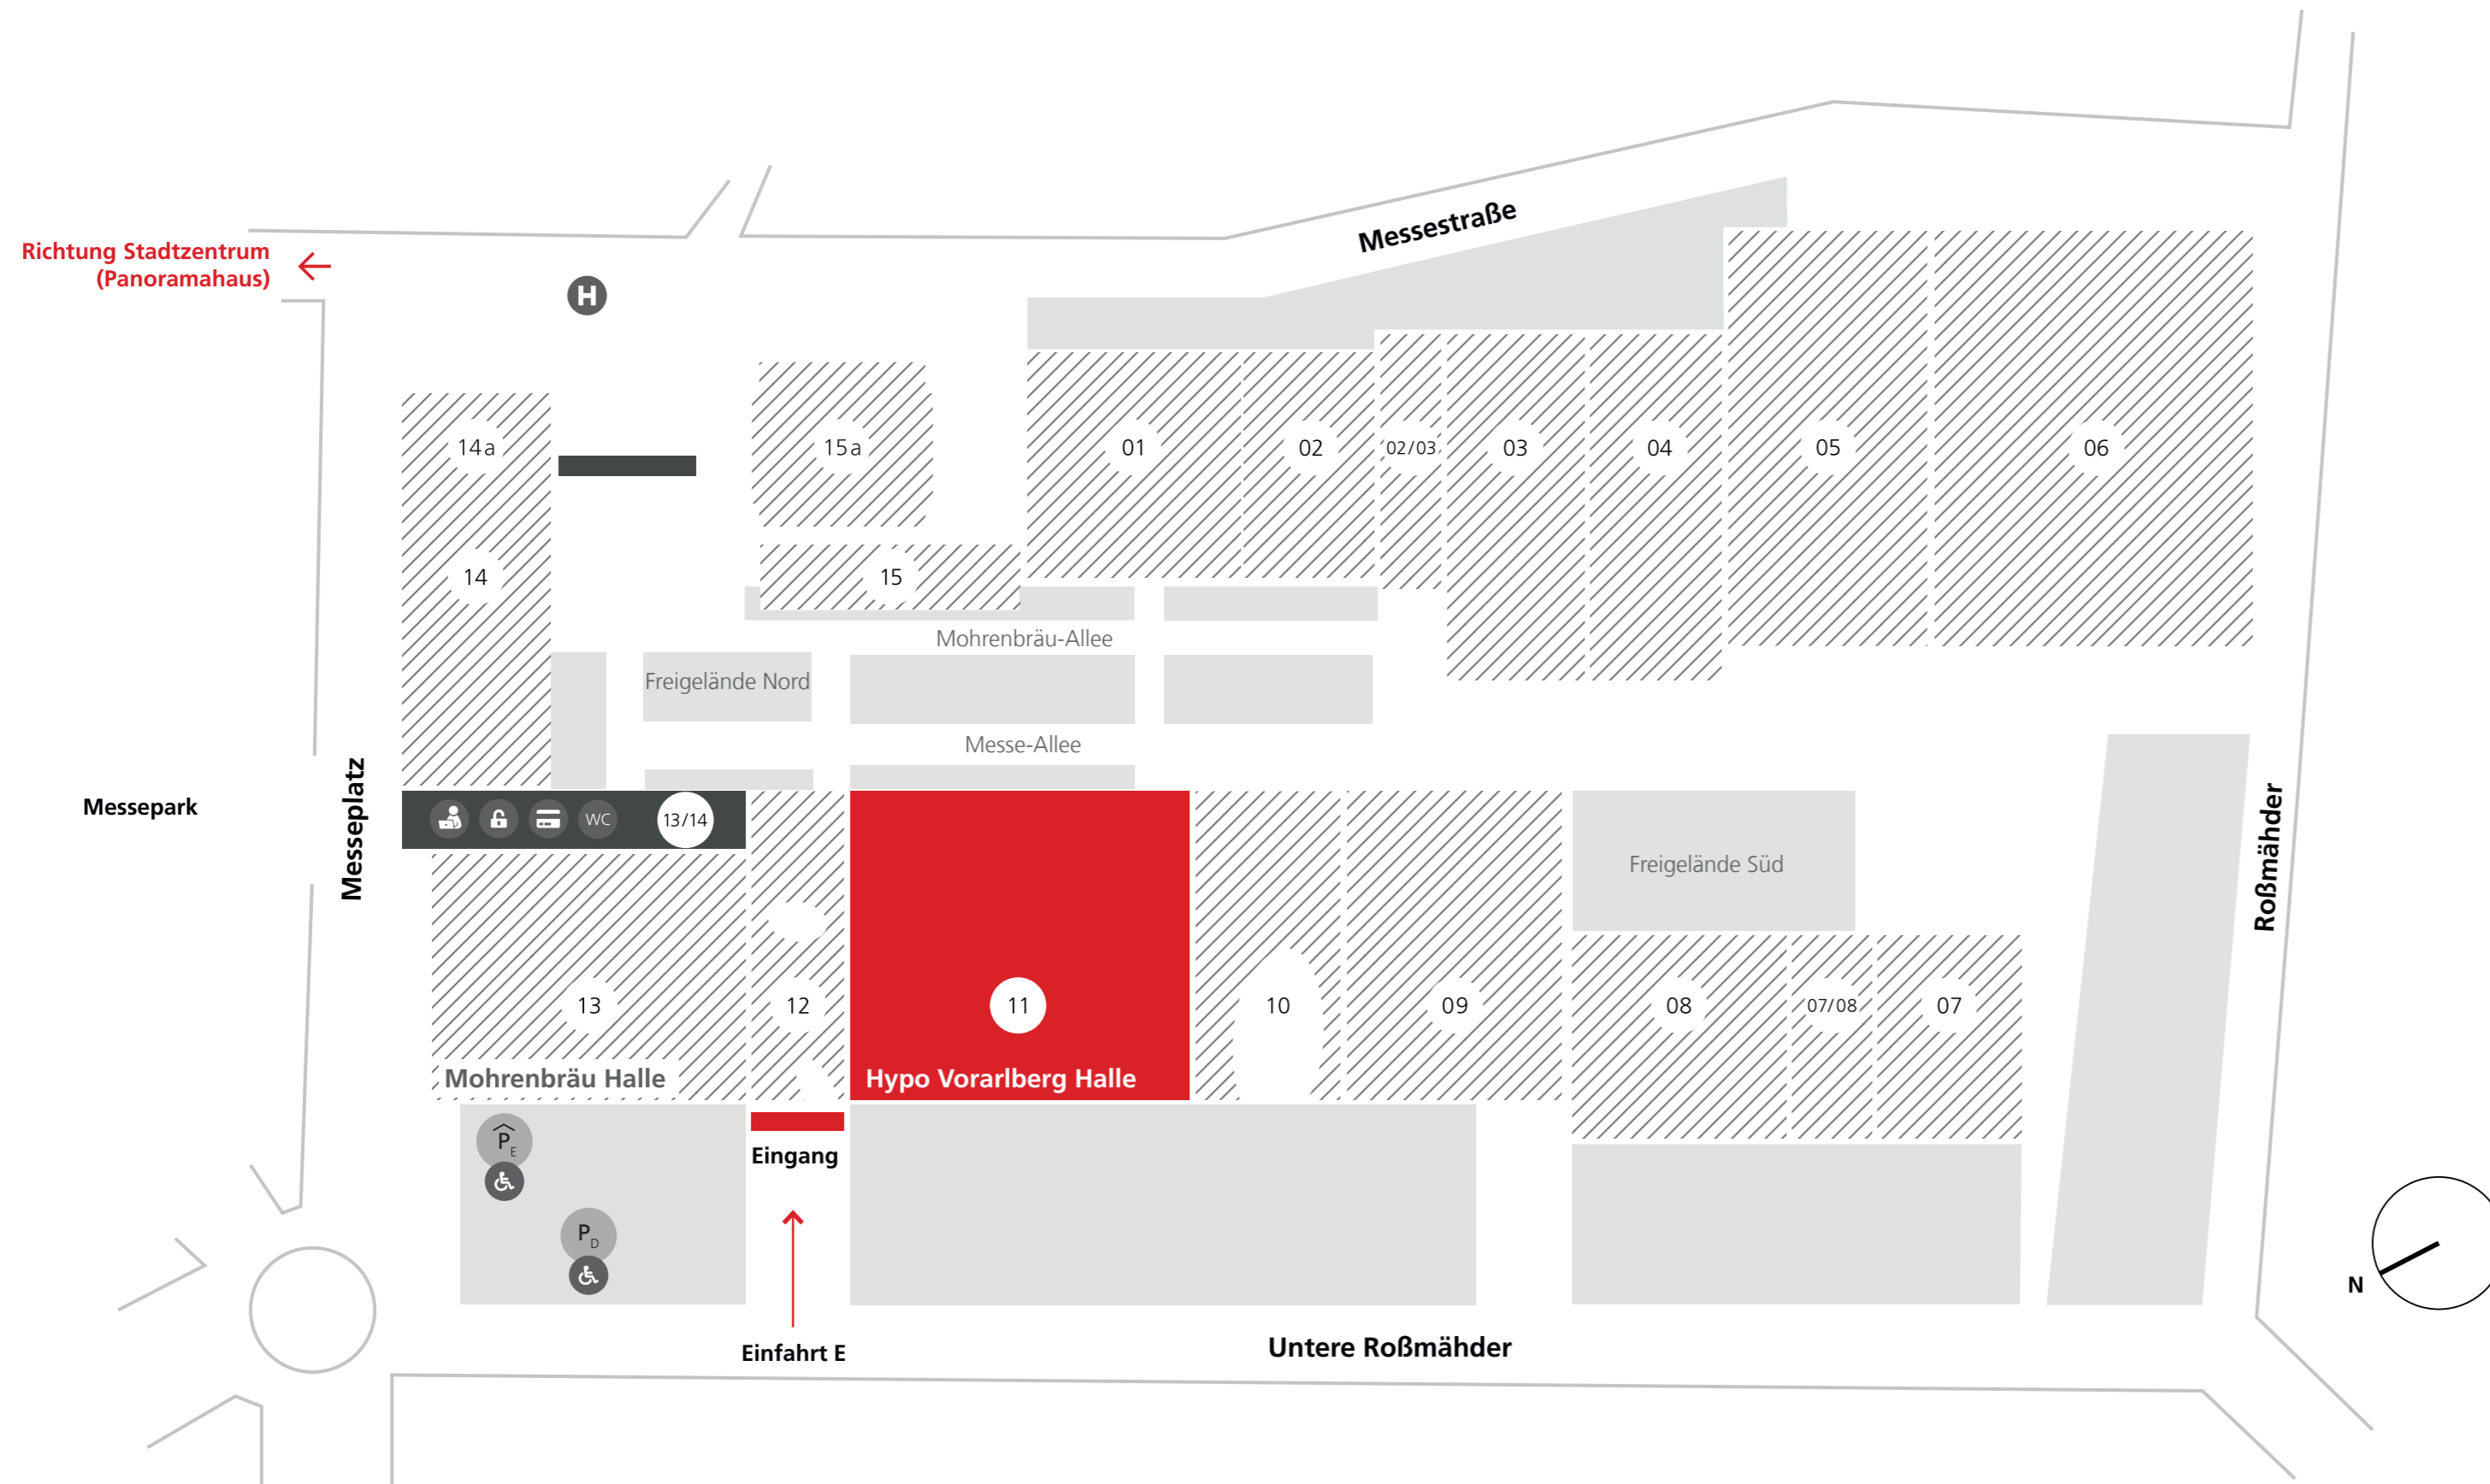 Messestraße
Richtung Stadtzentrum
(Panoramahaus)
H
14a
15a
01
02
02/03
03
04
05
06
14
15
Mohrenbräu-Allee
Freigelände Nord
Messe-Allee
Messepark
Messeplatz
WC
13/14
Freigelände Süd
Roßmähder
13
12
11
10
09
08
07/08
07
Mohrenbräu Halle
Hypo Vorarlberg Halle
P E
Eingang
P D
N
Einfahrt E
Untere Roßmähder